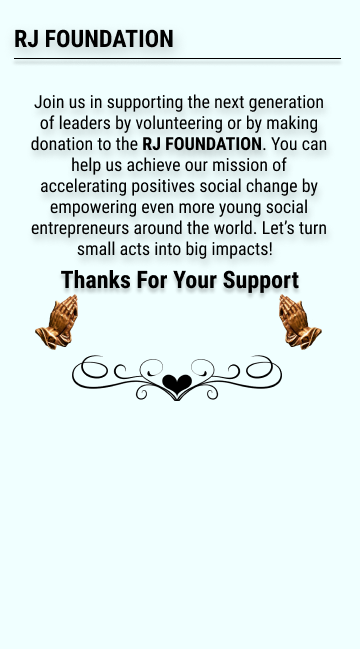 RJ FOUNDATION
Join us in supporting the next generation
of leaders by volunteering or by making
donation to the RJ FOUNDATION. You can
help us achieve our mission of
accelerating positives social change by
empowering even more young social
entrepreneurs around the world. Let’s turn
small acts into big impacts!
Thanks For Your Support